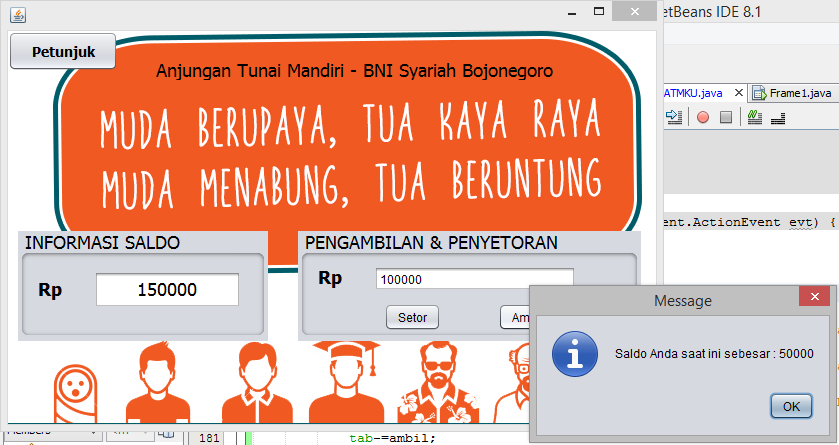 etBeans IDE 8.1
Petunjuk
Anjungan Tunai Mandiri - BNI Syariah Bojonegoro
ATMKU.java
Frame1.java
MUDA BERUPAYA, TUA KAYA RAYA
MUDA MENABUNG, TUA BERUNTUNG
ent.ActionEvent evt) {
INFORMASI SALDO
PENGAMBILAN & PENYETORAN
Rp
150000
Rp
100000
Setor
Am
Message
Saldo Anda saat ini sebesar : 50000
OK
181
tab-=ambil;